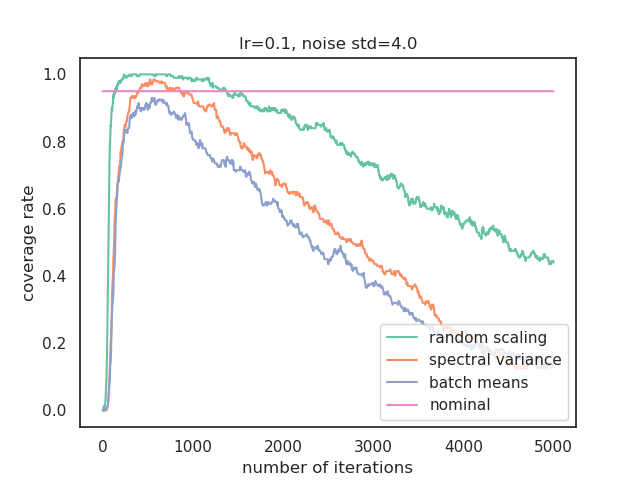 lr=0.1, noise std=4.0
coverage rate
1.0
0.8
0.6
0.4
0.2
0.0
random scaling
spectral variance
batch means
nominal
0 1000 2000 3000 4000 5000
number of iterations